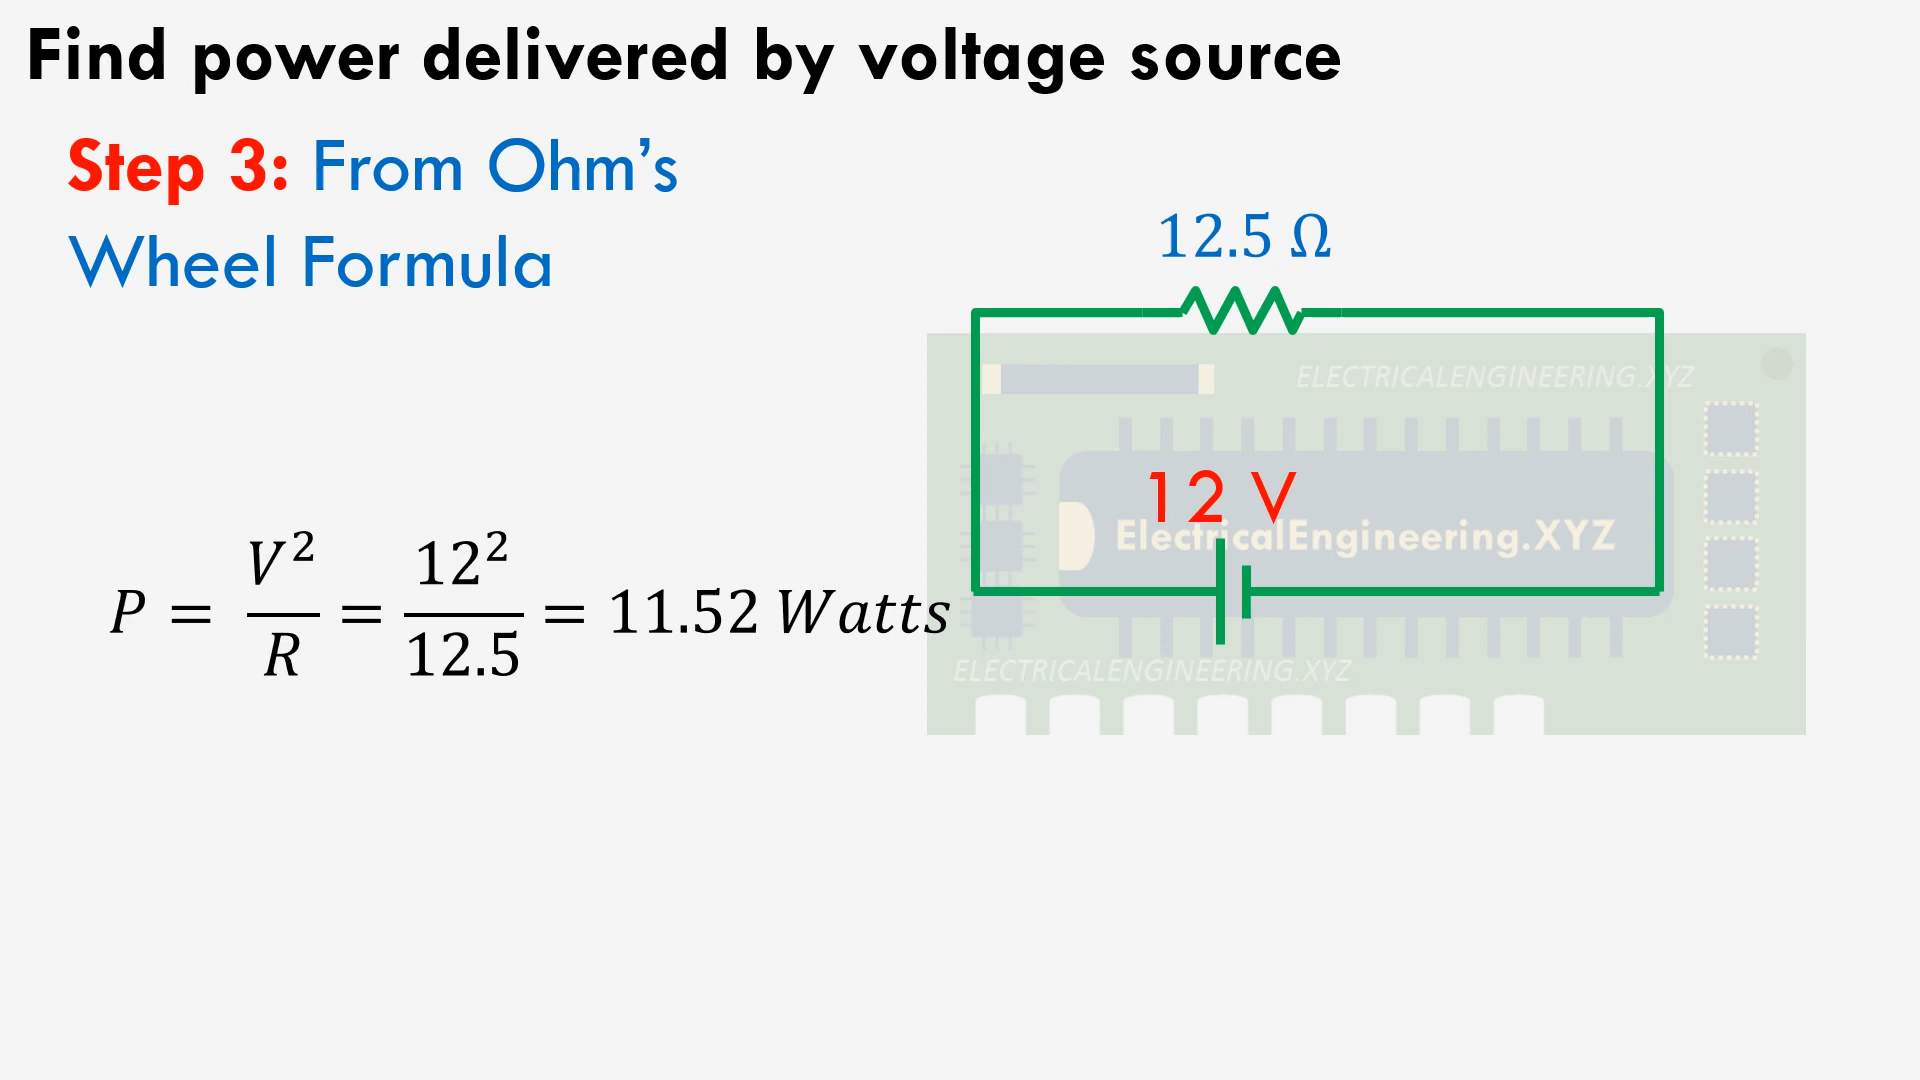 Find power delivered by voltage source
Step 3: From Ohm’s
Wheel Formula
12.5 Ω
ELECTRICALENGINEERING.XYZ
12 V
ElectricalEngineering.XYZ
P = V²/R = 12²/12.5 = 11.52 Watts
ELECTRICALENGINEERING.XYZ